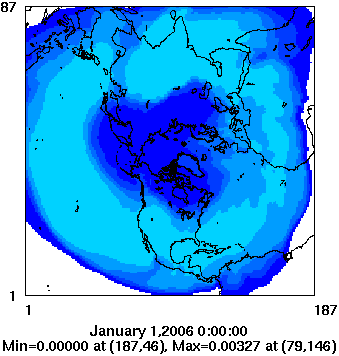 87
1
1 187
January 1,2006 0:00:00
Min=0.00000 at (187,46), Max=0.00327 at (79,146)